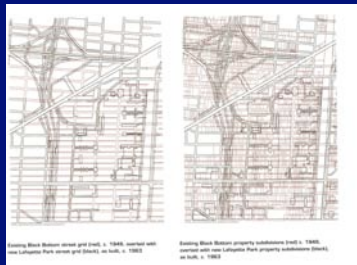 Existing Black Bottom street grid (red), c. 1949, overlaid with
new Lafayette Park street grid (black), as built, c. 1963
Existing Black Bottom property subdivisions (red) c. 1949,
overlaid with new Lafayette Park property subdivisions (black),
as built, c. 1963